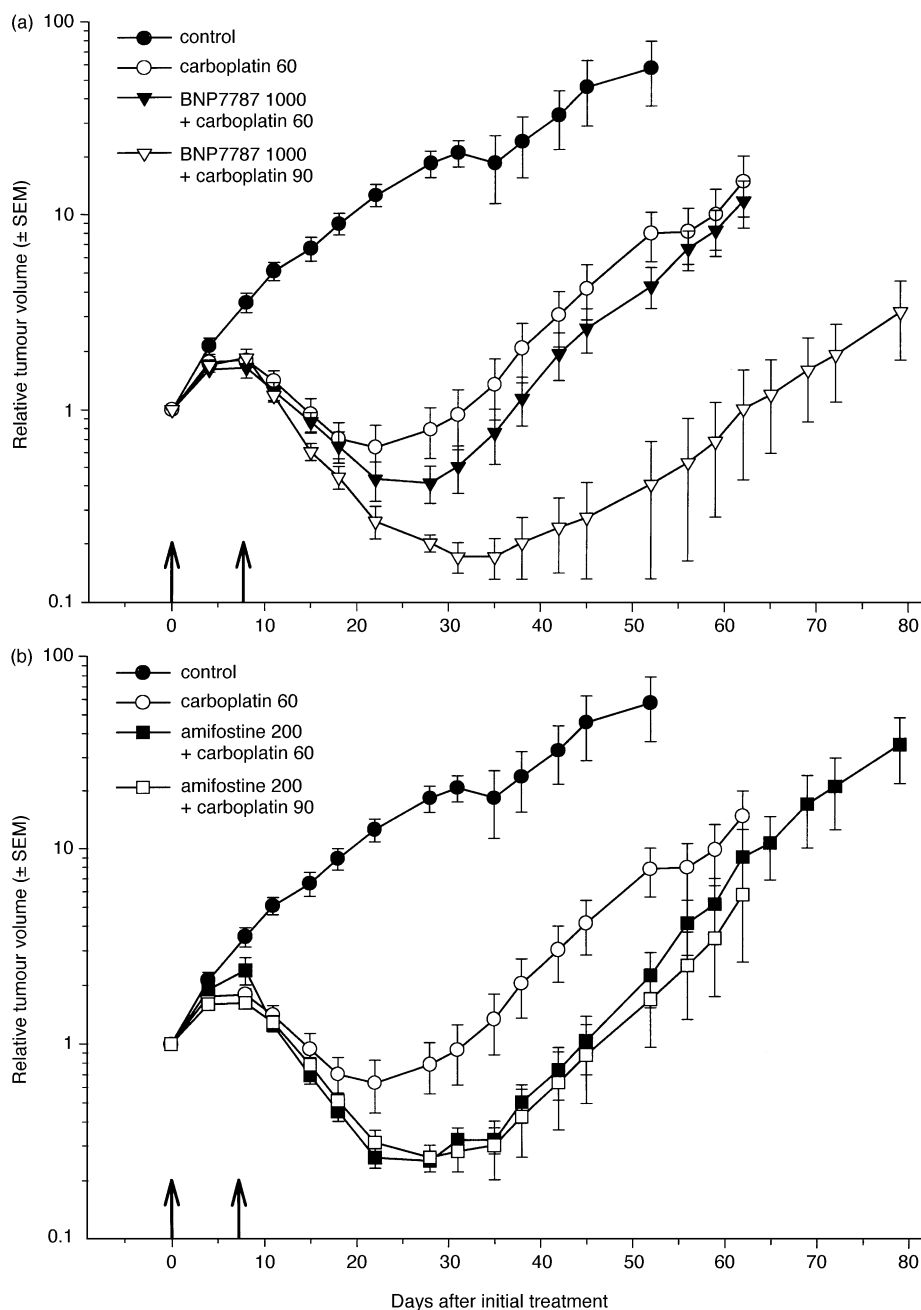 (a)
100
control
carboplatin 60
BNP7787 1000
+ carboplatin 60
BNP7787 1000
+ carboplatin 90
10
1
0.1
Relative tumour volume (± SEM)
0 10 20 30 40 50 60 70 80
(b)
100
control
carboplatin 60
amifostine 200
+ carboplatin 60
amifostine 200
+ carboplatin 90
10
1
0.1
Relative tumour volume (± SEM)
0 10 20 30 40 50 60 70 80
Days after initial treatment